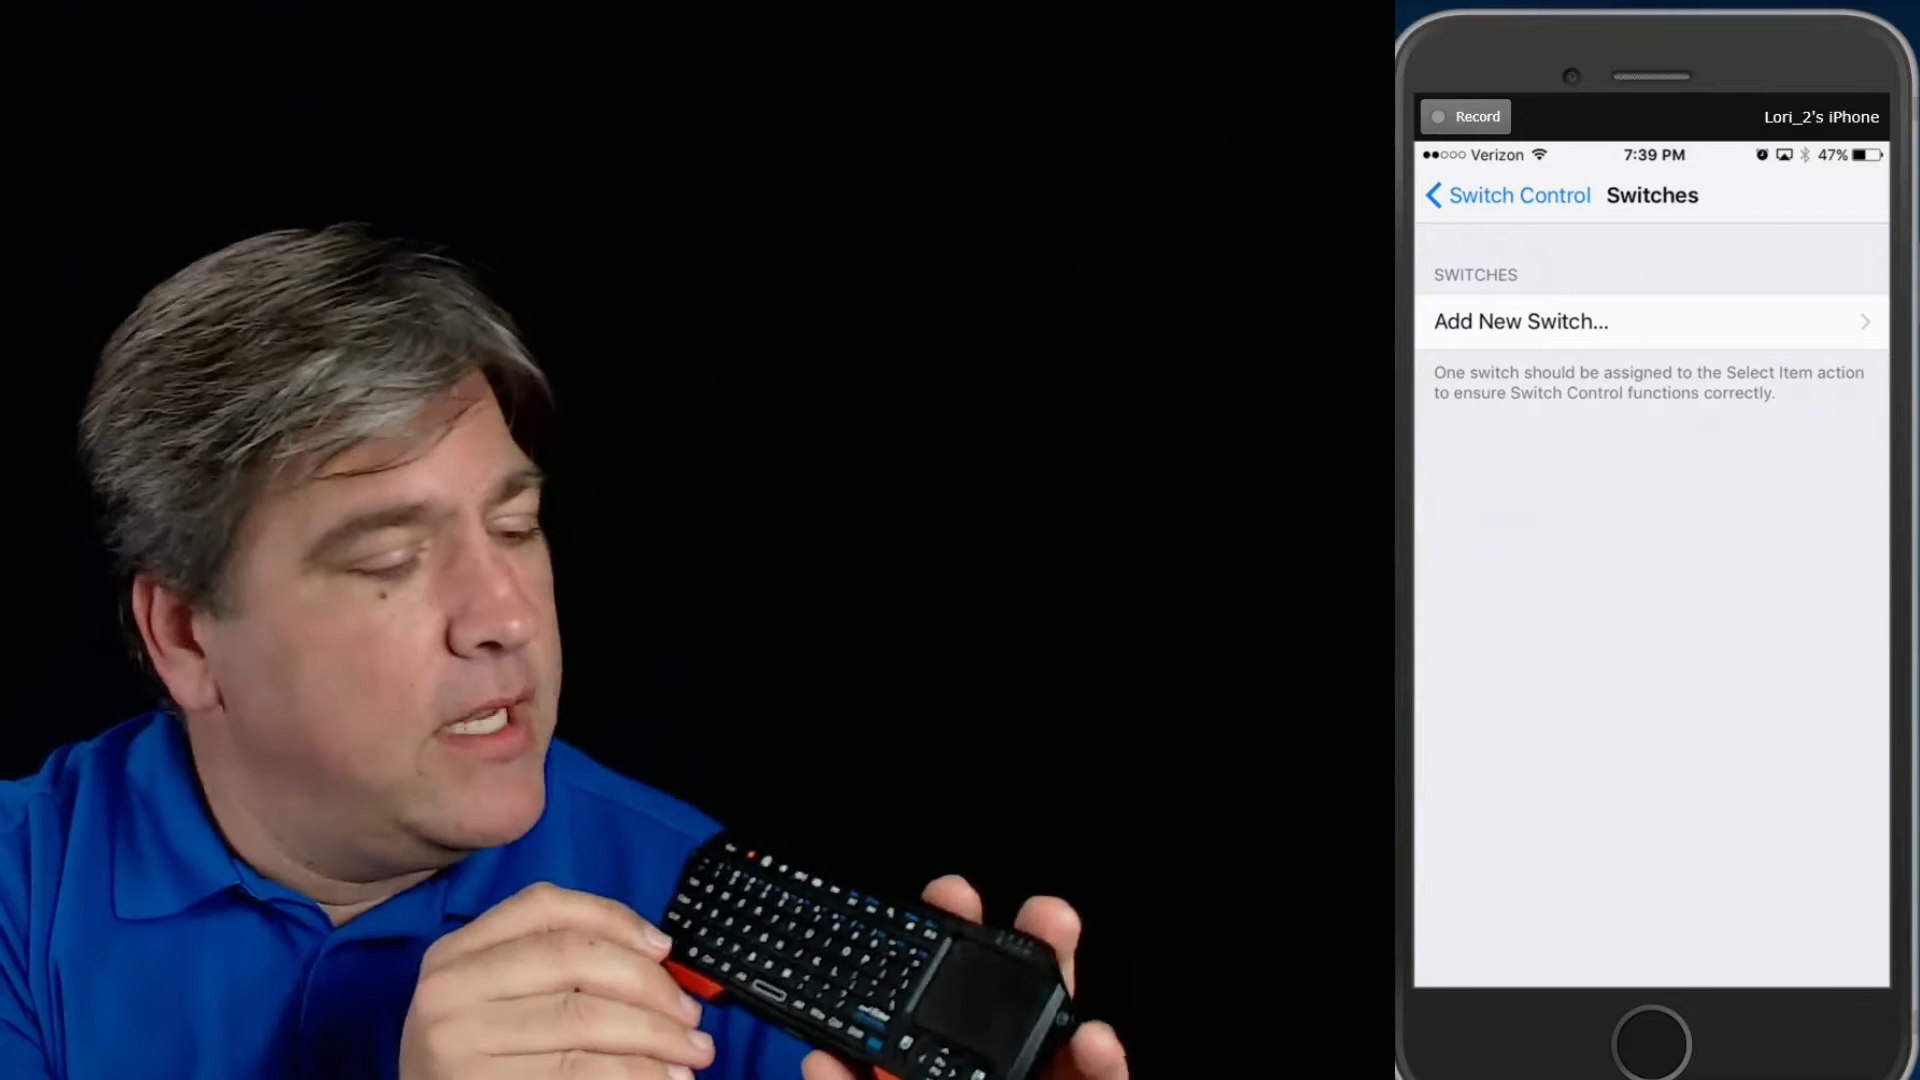 Record
Lori_2's iPhone
Verizon
7:39 PM
47%
Switch Control
Switches
SWITCHES
Add New Switch...
One switch should be assigned to the Select Item action
to ensure Switch Control functions correctly.